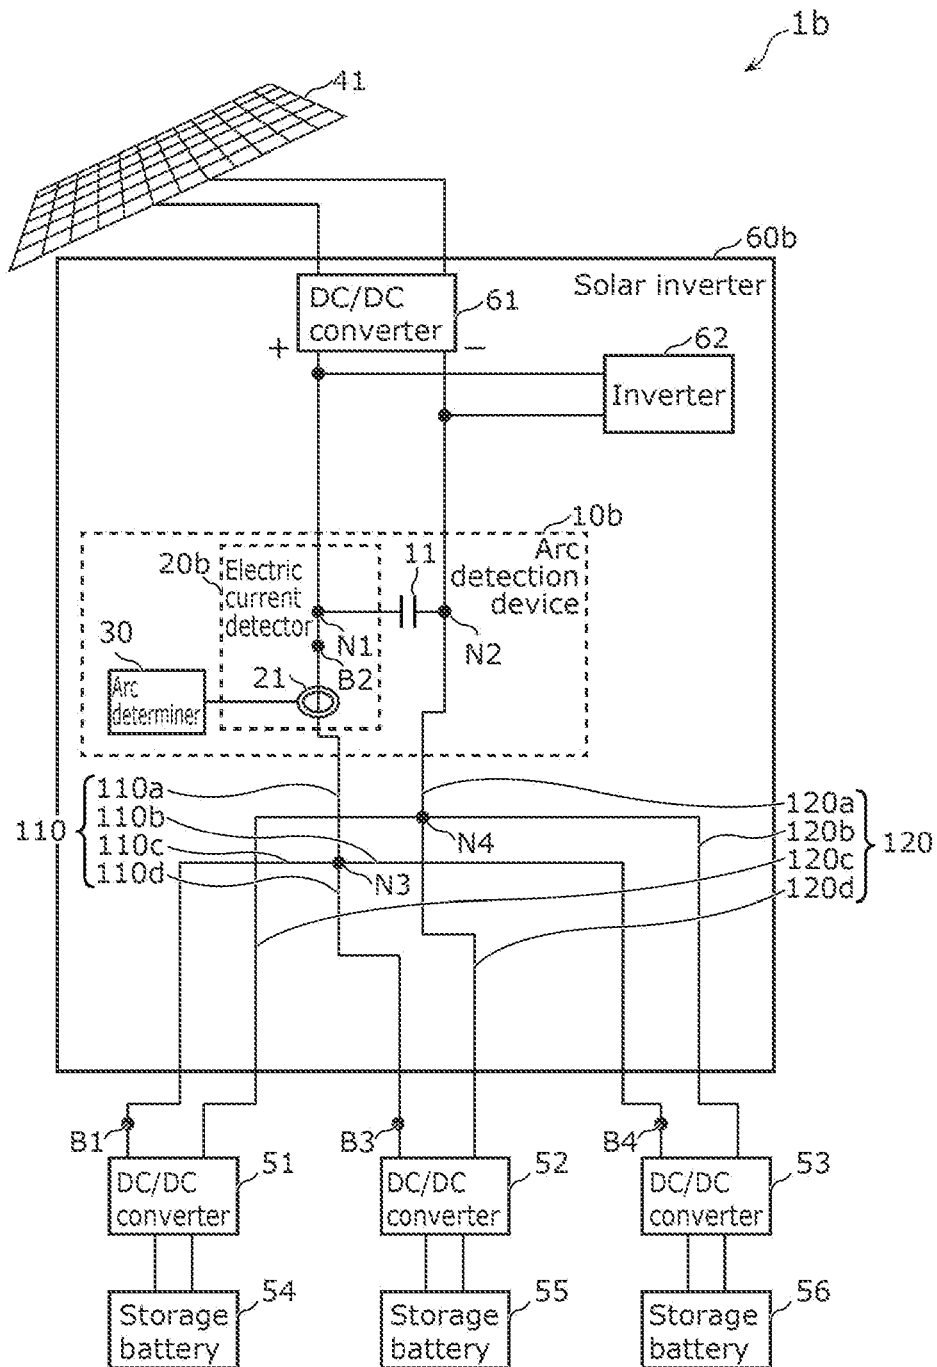 1b
41
60b
Solar inverter
DC/DC
converter
61
+
−
62
Inverter
10b
Arc
detection
device
20b
Electric
current
detector
11
N1
N2
B2
30
Arc
determiner
21
110
110a
110b
110c
110d
N4
N3
120a
120b
120c
120d
120
B1
B3
B4
51
DC/DC
converter
52
DC/DC
converter
53
DC/DC
converter
54
Storage
battery
55
Storage
battery
56
Storage
battery